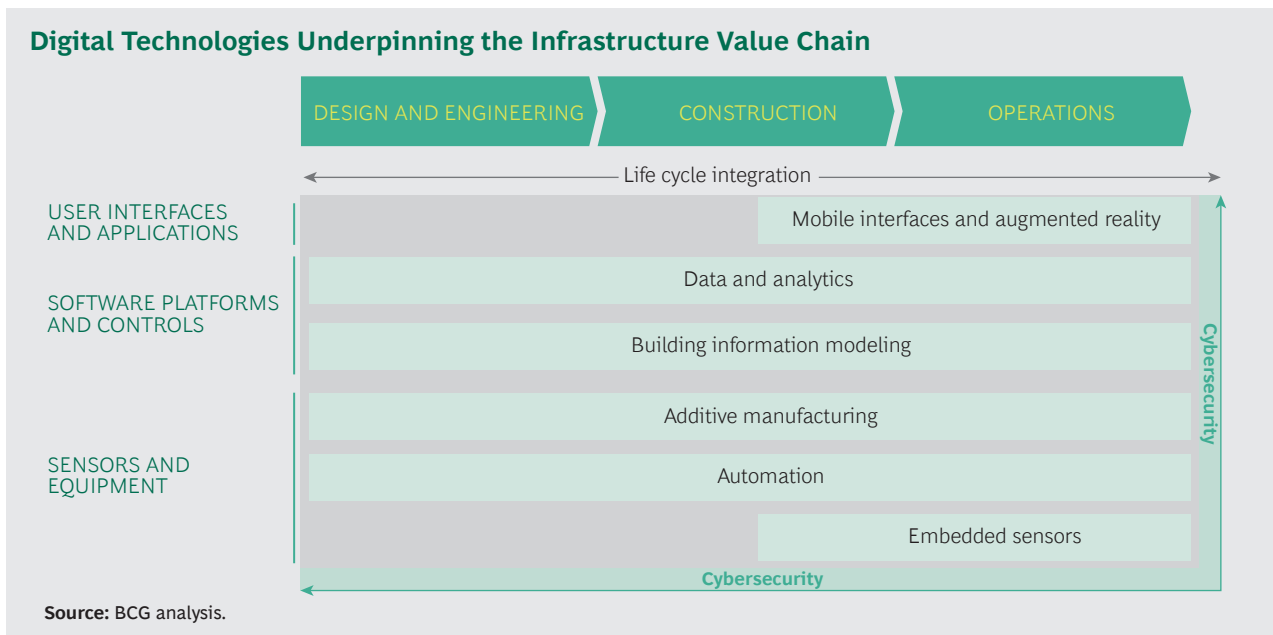 Digital Technologies Underpinning the Infrastructure Value Chain
DESIGN AND ENGINEERING
CONSTRUCTION
OPERATIONS
Life cycle integration
USER INTERFACES
AND APPLICATIONS
Mobile interfaces and augmented reality
SOFTWARE PLATFORMS
AND CONTROLS
Data and analytics
Building information modeling
Cybersecurity
SENSORS AND
EQUIPMENT
Additive manufacturing
Automation
Embedded sensors
Cybersecurity
Source: BCG analysis.